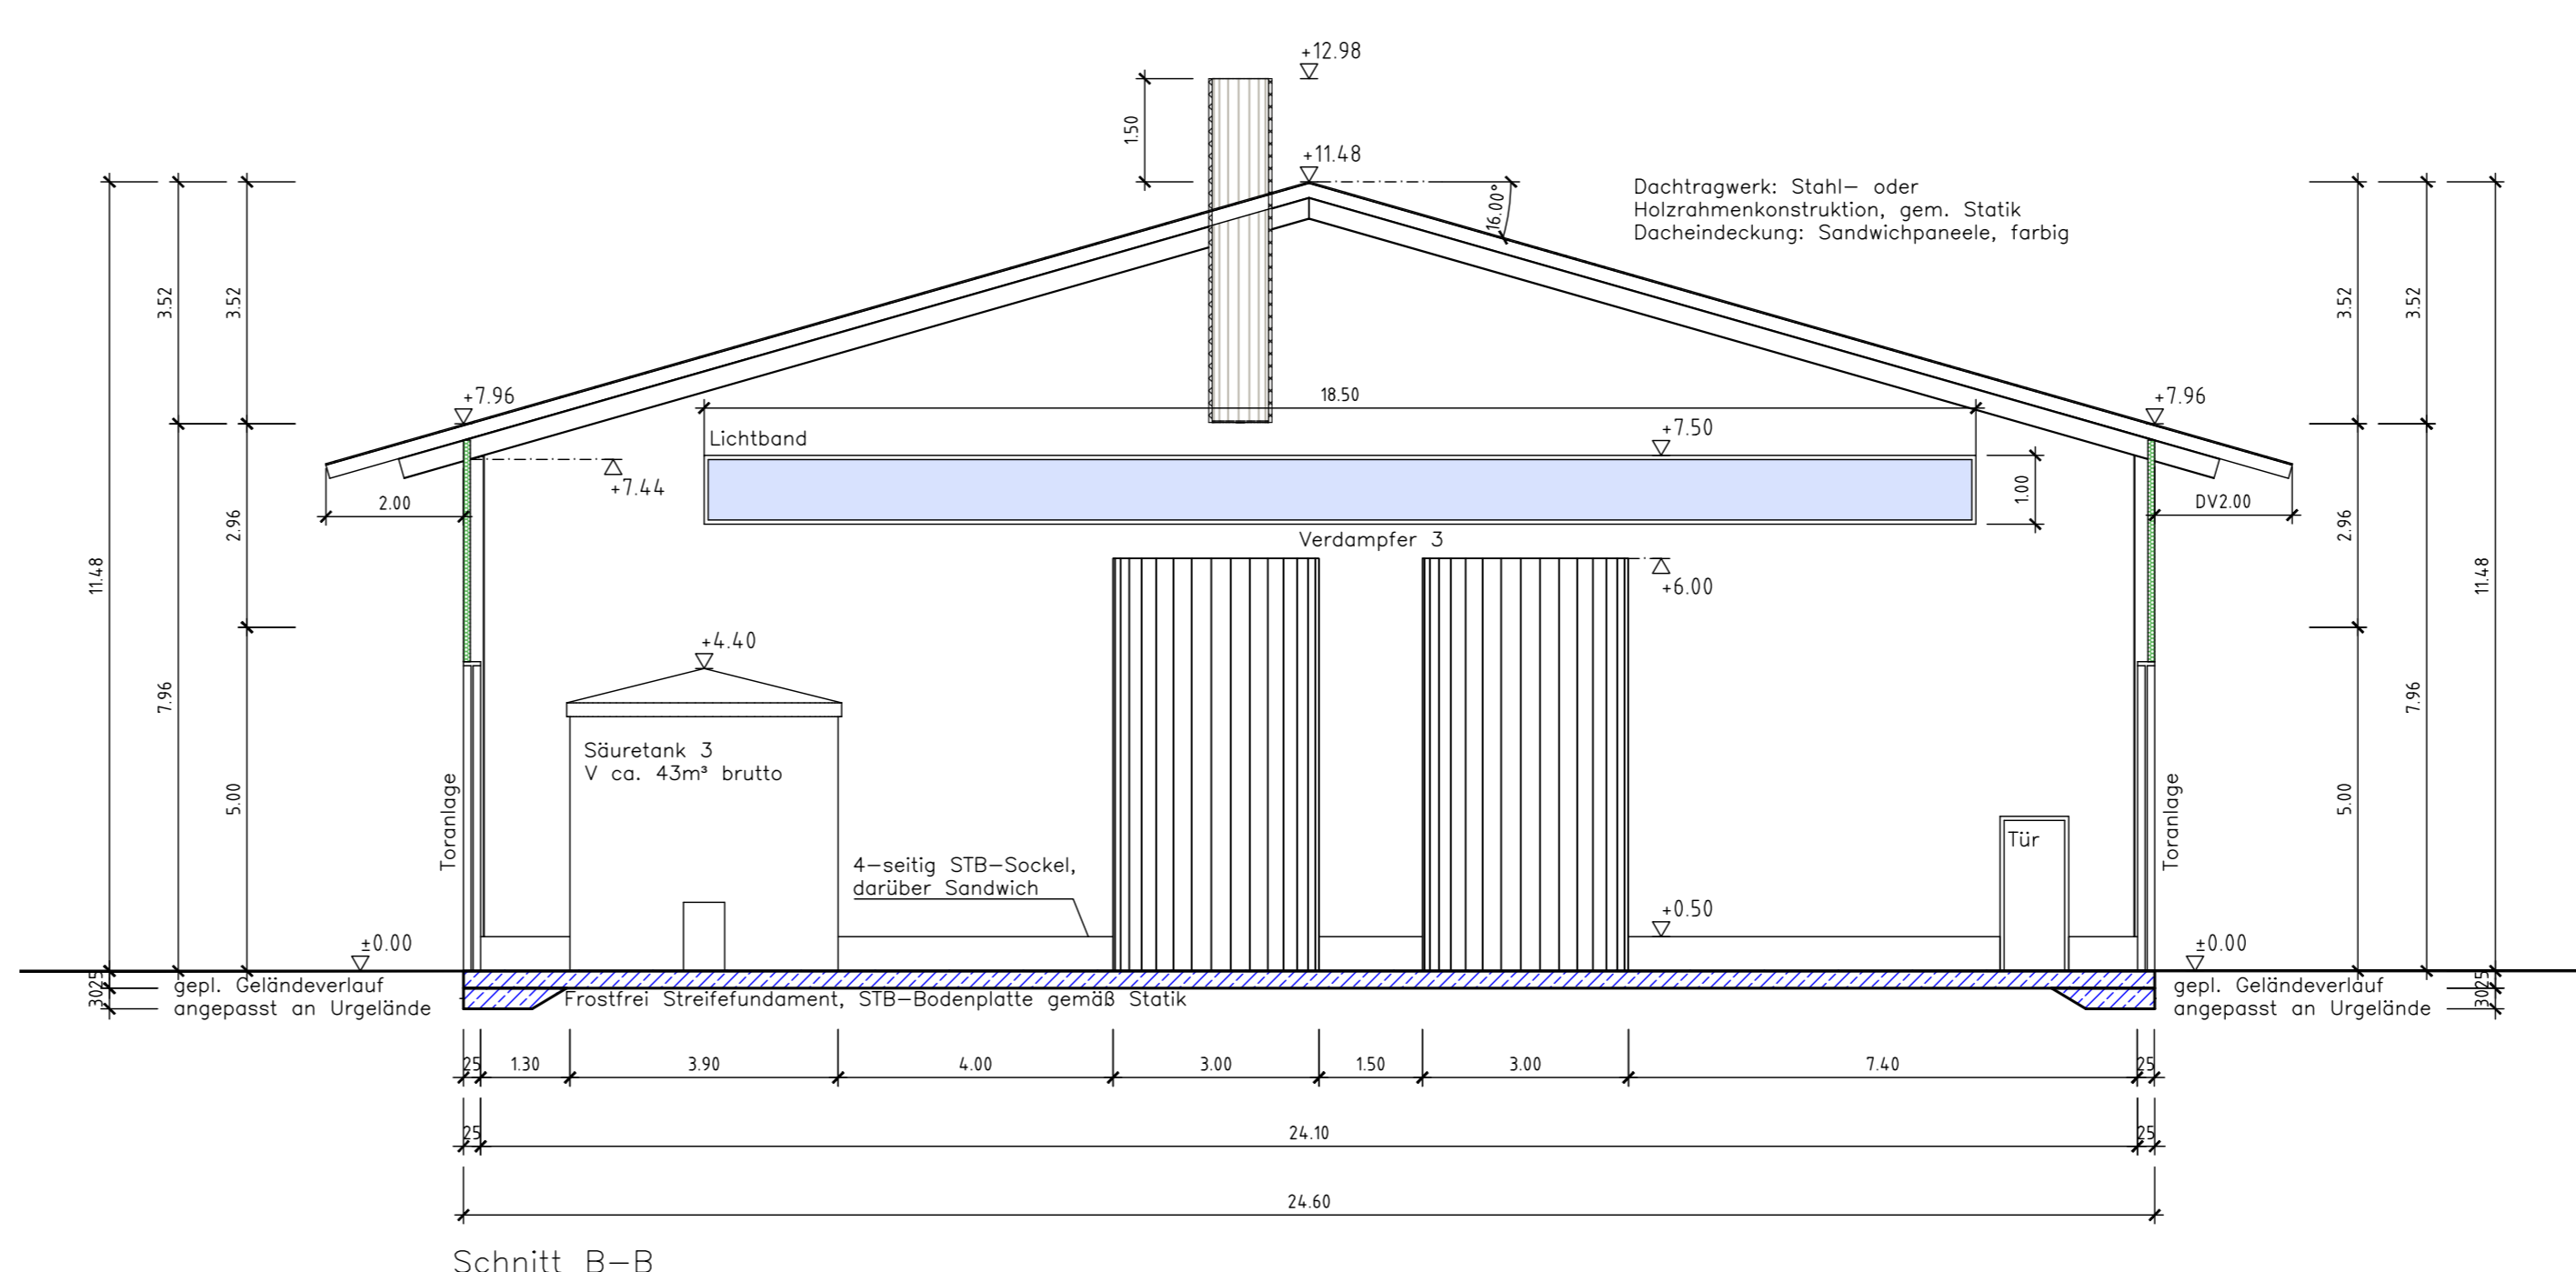 +12.98
1.50
+11.48
16.00°
Dachtragwerk: Stahl- oder
Holzrahmenkonstruktion, gem. Statik
Dacheindeckung: Sandwichpaneele, farbig
3.52
3.52
3.52
3.52
+7.96
18.50
+7.96
Lichtband
+7.50
+7.44
1.00
2.00
DV2.00
2.96
2.96
Verdampfer 3
11.48
11.48
+6.00
+4.40
7.96
7.96
Säuretank 3
V ca. 43m³ brutto
5.00
5.00
Toranlage
Toranlage
Tür
4-seitig STB-Sockel,
darüber Sandwich
+0.50
±0.00
±0.00
3025
gepl. Geländeverlauf
angepasst an Urgelände
Frostfrei Streifefundament, STB-Bodenplatte gemäß Statik
gepl. Geländeverlauf
angepasst an Urgelände
3025
25 1.30 3.90 4.00 3.00 1.50 3.00 7.40 25
25 24.10 25
24.60
Schnitt B-B